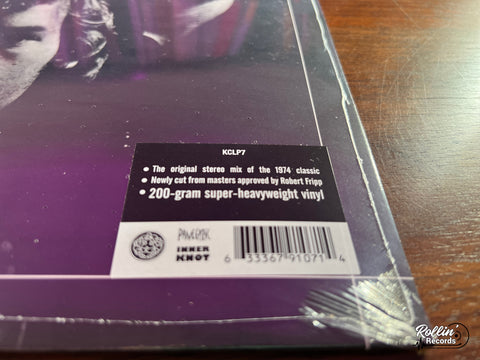 KCLP7
• The original stereo mix of the 1974 classic
• Newly cut from masters approved by Robert Fripp
• 200-gram super-heavyweight vinyl
PANEGYRIC
INNER
KNOT
6 33367 91071 4
Rollin'
Records